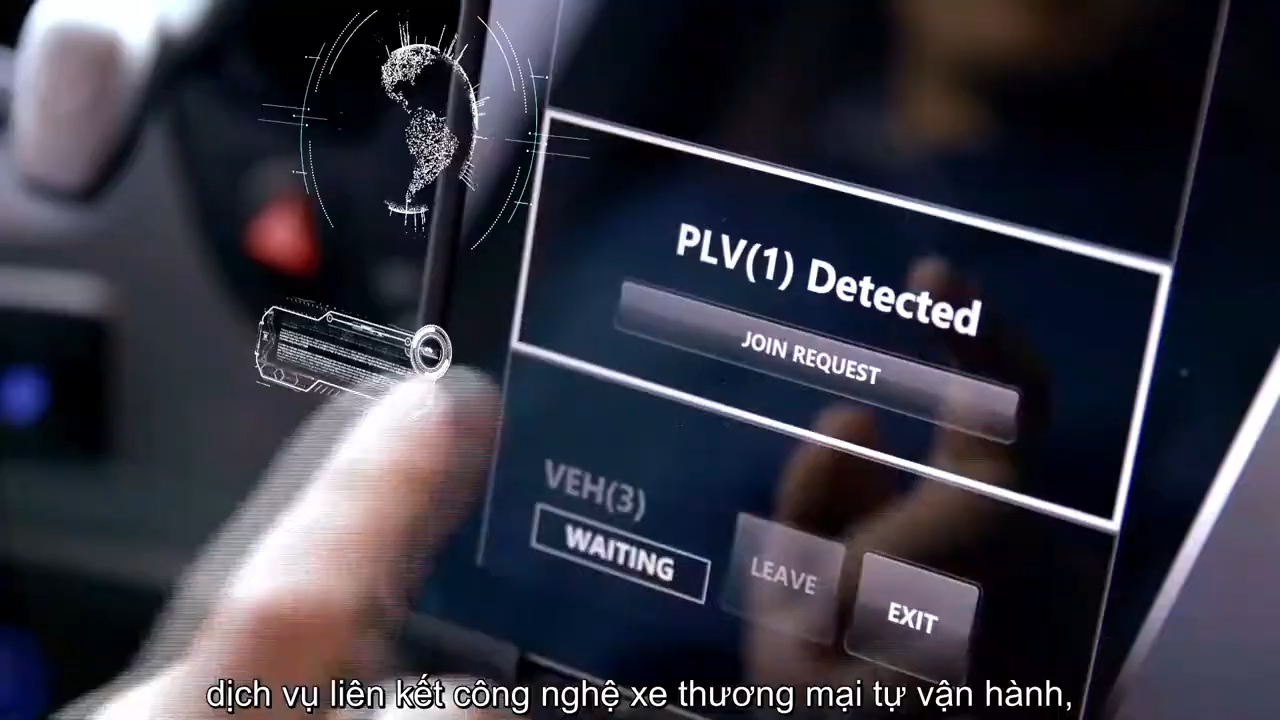 PLV(1) Detected
JOIN REQUEST
VEH(3)
WAITING
LEAVE
EXIT
dịch vụ liên kết công nghệ xe thương mại tự vận hành,